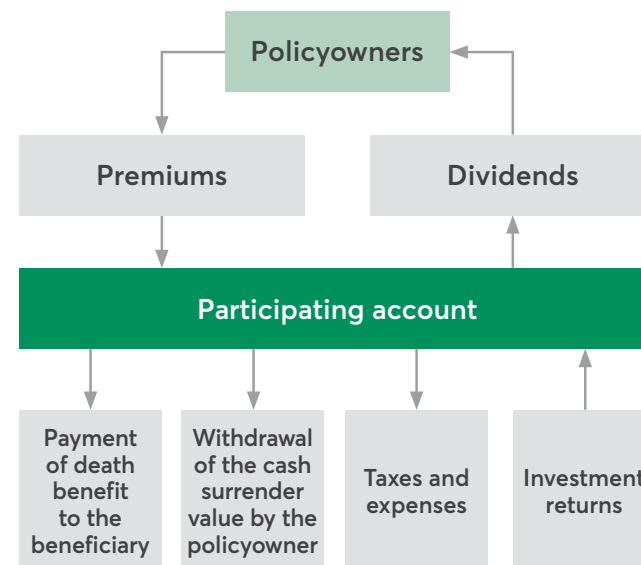 Policyowners
Premiums
Dividends
Participating account
Payment
of death
benefit
to the
beneficiary
Withdrawal
of the cash
surrender
value by the
policyowner
Taxes and
expenses
Investment
returns